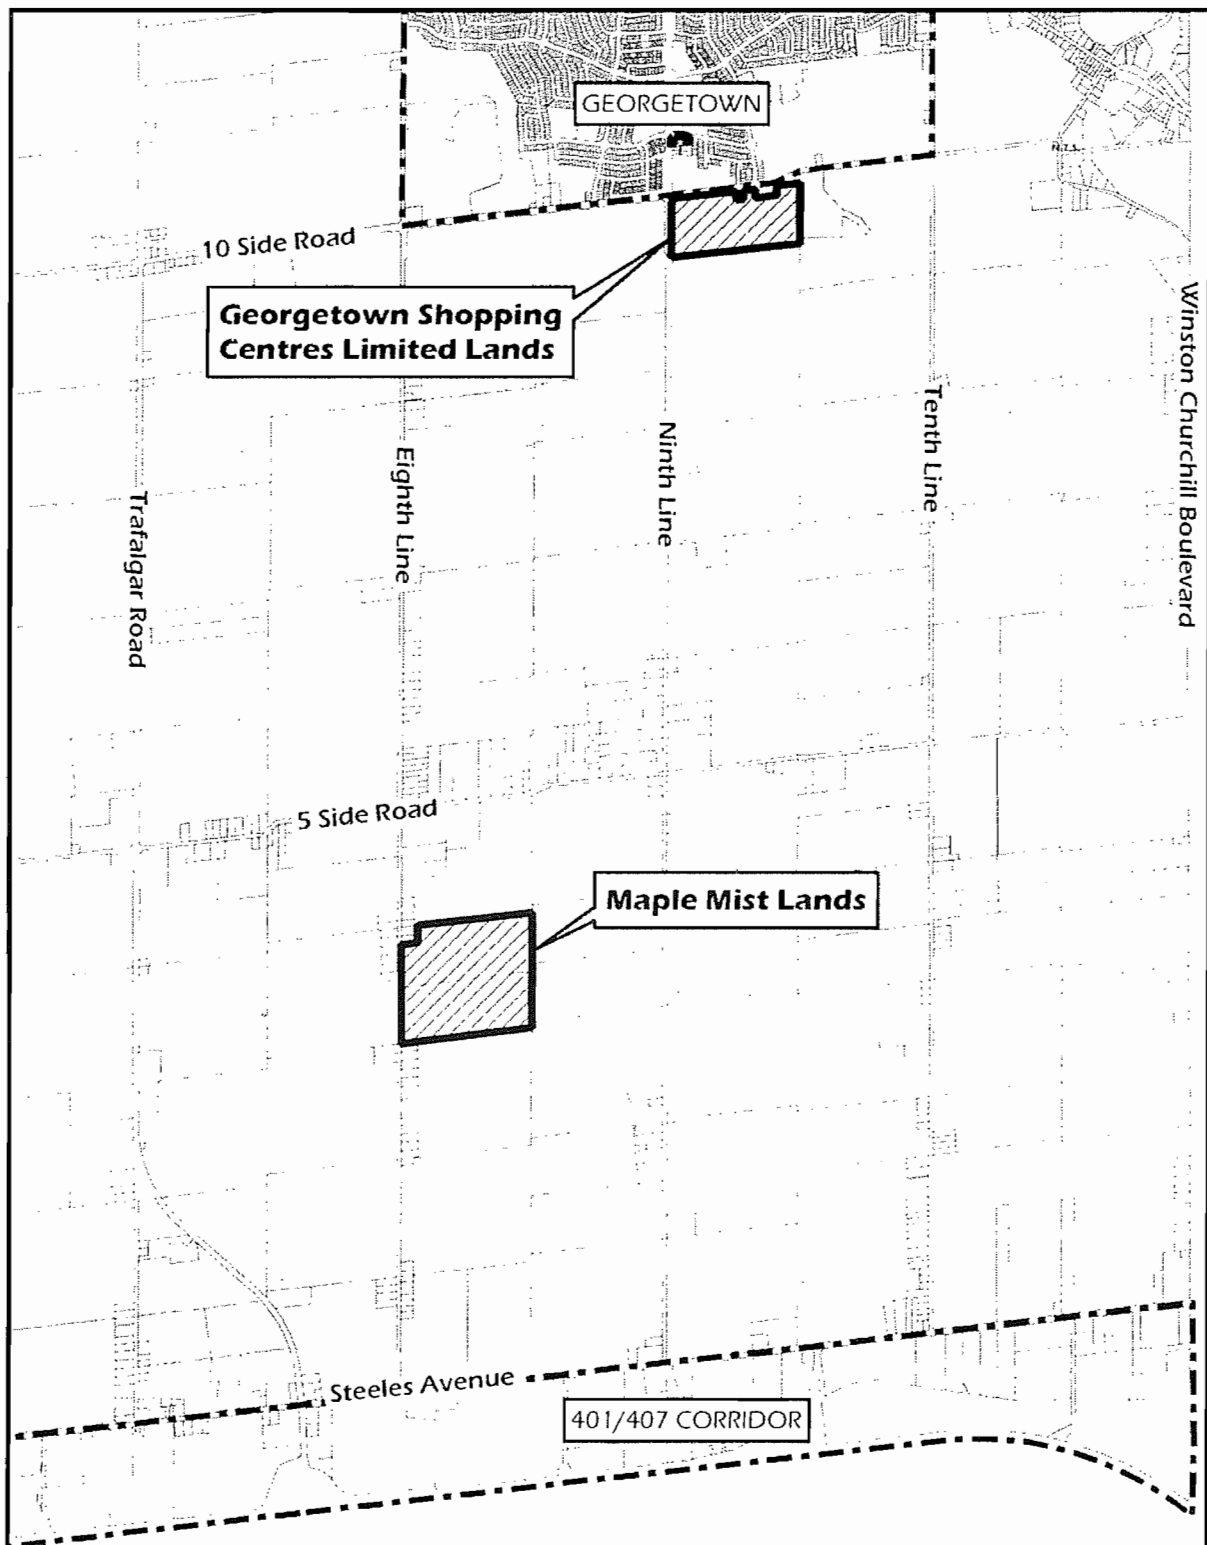 GEORGETOWN
N.T.S.
10 Side Road
Georgetown Shopping
Centres Limited Lands
Trafalgar Road
Eighth Line
Ninth Line
Tenth Line
Winston Churchill Boulevard
5 Side Road
Maple Mist Lands
Steeles Avenue
401/407 CORRIDOR